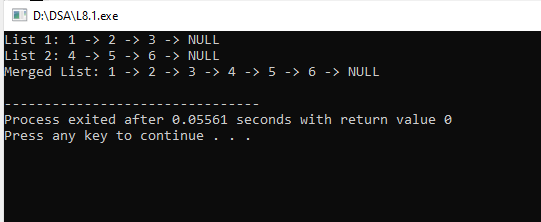 D:\DSA\L8.1.exe
List 1: 1 -> 2 -> 3 -> NULL
List 2: 4 -> 5 -> 6 -> NULL
Merged List: 1 -> 2 -> 3 -> 4 -> 5 -> 6 -> NULL
--------------------------------
Process exited after 0.05561 seconds with return value 0
Press any key to continue . . .